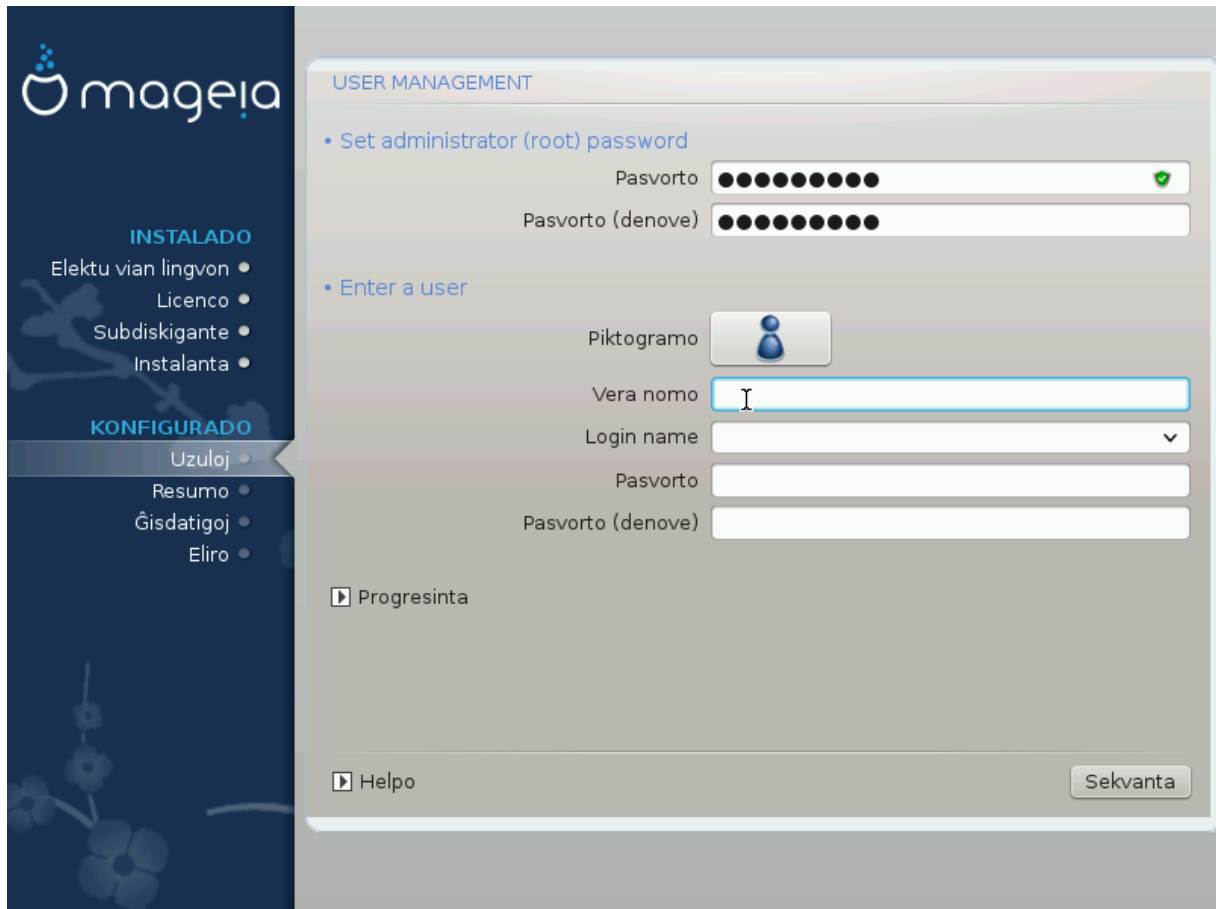 mageia
INSTALADO
Elektu vian lingvon
Licenco
Subdiskigante
Instalanta
KONFIGURADO
Uzuloj
Resumo
Ĝisdatigoj
Eliro
USER MANAGEMENT
• Set administrator (root) password
Pasvorto ●●●●●●●●●
Pasvorto (denove) ●●●●●●●●●
• Enter a user
Piktogramo
Vera nomo
Login name
Pasvorto
Pasvorto (denove)
Progresinta
Helpo
Sekvanta